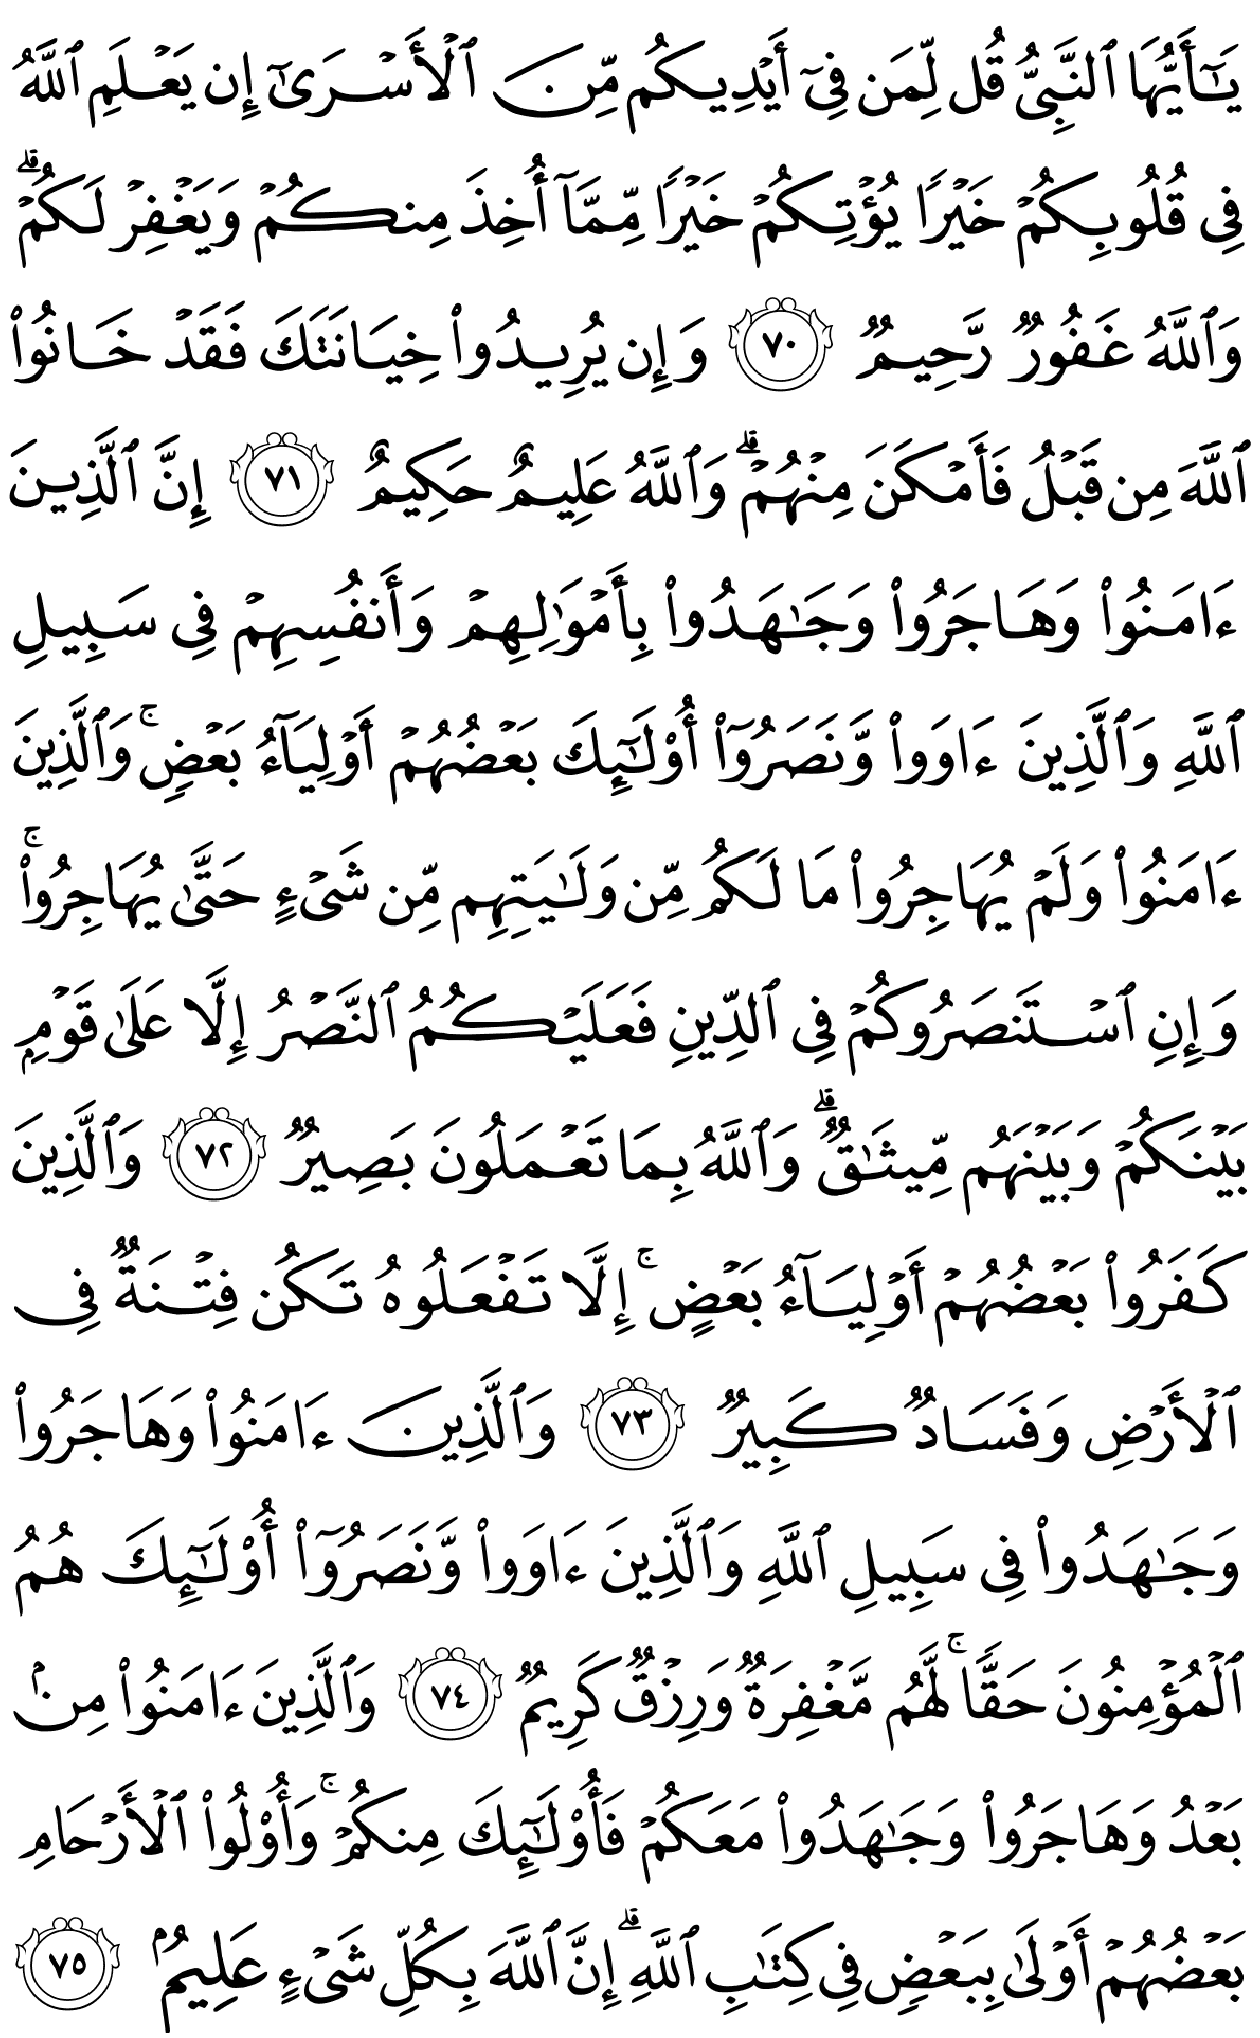 يَـٰٓأَيُّهَا ٱلنَّبِىُّ قُل لِّمَن فِىٓ أَيْدِيكُم مِّنَ ٱلْأَسْرَىٰٓ إِن يَعْلَمِ ٱللَّهُ
فِى قُلُوبِكُمْ خَيْرًا يُؤْتِكُمْ خَيْرًا مِّمَّآ أُخِذَ مِنكُمْ وَيَغْفِرْ لَكُمْ ۗ
وَٱللَّهُ غَفُورٌ رَّحِيمٌ ٧٠ وَإِن يُرِيدُوا۟ خِيَانَتَكَ فَقَدْ خَانُوا۟
ٱللَّهَ مِن قَبْلُ فَأَمْكَنَ مِنْهُمْ ۗ وَٱللَّهُ عَلِيمٌ حَكِيمٌ ٧١ إِنَّ ٱلَّذِينَ
ءَامَنُوا۟ وَهَاجَرُوا۟ وَجَـٰهَدُوا۟ بِأَمْوَٰلِهِمْ وَأَنفُسِهِمْ فِى سَبِيلِ
ٱللَّهِ وَٱلَّذِينَ ءَاوَوا۟ وَّنَصَرُوٓا۟ أُو۟لَـٰٓئِكَ بَعْضُهُمْ أَوْلِيَآءُ بَعْضٍ ۚ وَٱلَّذِينَ
ءَامَنُوا۟ وَلَمْ يُهَاجِرُوا۟ مَا لَكُم مِّن وَلَـٰيَتِهِم مِّن شَىْءٍ حَتَّىٰ يُهَاجِرُوا۟ ۚ
وَإِنِ ٱسْتَنصَرُوكُمْ فِى ٱلدِّينِ فَعَلَيْكُمُ ٱلنَّصْرُ إِلَّا عَلَىٰ قَوْمٍ
بَيْنَكُمْ وَبَيْنَهُم مِّيثَـٰقٌ ۗ وَٱللَّهُ بِمَا تَعْمَلُونَ بَصِيرٌ ٧٢ وَٱلَّذِينَ
كَفَرُوا۟ بَعْضُهُمْ أَوْلِيَآءُ بَعْضٍ ۚ إِلَّا تَفْعَلُوهُ تَكُن فِتْنَةٌ فِى
ٱلْأَرْضِ وَفَسَادٌ كَبِيرٌ ٧٣ وَٱلَّذِينَ ءَامَنُوا۟ وَهَاجَرُوا۟
وَجَـٰهَدُوا۟ فِى سَبِيلِ ٱللَّهِ وَٱلَّذِينَ ءَاوَوا۟ وَّنَصَرُوٓا۟ أُو۟لَـٰٓئِكَ هُمُ
ٱلْمُؤْمِنُونَ حَقًّا ۚ لَّهُم مَّغْفِرَةٌ وَرِزْقٌ كَرِيمٌ ٧٤ وَٱلَّذِينَ ءَامَنُوا۟ مِنۢ
بَعْدُ وَهَاجَرُوا۟ وَجَـٰهَدُوا۟ مَعَكُمْ فَأُو۟لَـٰٓئِكَ مِنكُمْ ۚ وَأُو۟لُوا۟ ٱلْأَرْحَامِ
بَعْضُهُمْ أَوْلَىٰ بِبَعْضٍ فِى كِتَـٰبِ ٱللَّهِ ۗ إِنَّ ٱللَّهَ بِكُلِّ شَىْءٍ عَلِيمٌۢ ٧٥